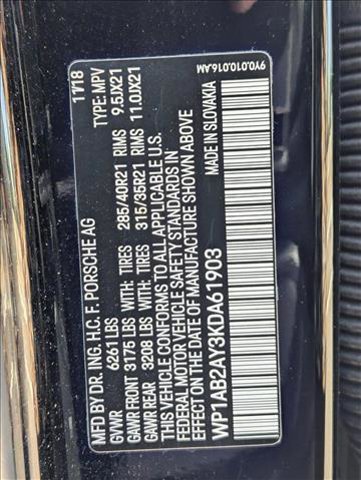 MFD BY DR. ING. H.C. F. PORSCHE AG 11/18
GVWR 6261 LBS TYPE: MPV
GAWR FRONT 3175 LBS WITH: TIRES 285/40R21 RIMS 9.5JX21
GAWR REAR 3208 LBS WITH: TIRES 315/35R21 RIMS 11.0JX21
THIS VEHICLE CONFORMS TO ALL APPLICABLE U.S.
FEDERAL MOTOR VEHICLE SAFETY STANDARDS IN EFFECT
ON THE DATE OF MANUFACTURE SHOWN ABOVE
WP1AB2AY3KDA61903 MADE IN SLOVAKIA
9Y0.010.016.AM